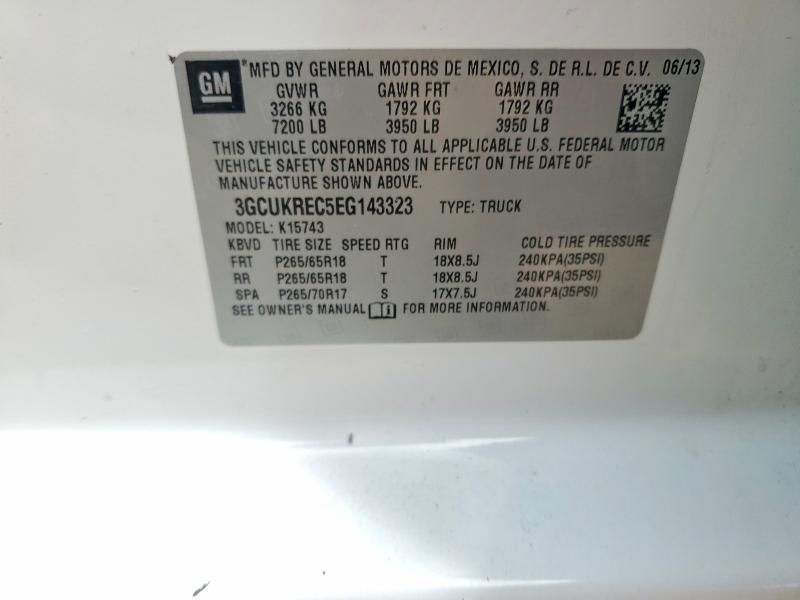 GM ® MFD BY GENERAL MOTORS DE MEXICO, S. DE R.L. DE C.V. 06/13
GVWR GAWR FRT GAWR RR
3266 KG 1792 KG 1792 KG
7200 LB 3950 LB 3950 LB
THIS VEHICLE CONFORMS TO ALL APPLICABLE U.S. FEDERAL MOTOR
VEHICLE SAFETY STANDARDS IN EFFECT ON THE DATE OF
MANUFACTURE SHOWN ABOVE.
3GCUKREC5EG143323 TYPE: TRUCK
MODEL: K15743
KBVD TIRE SIZE SPEED RTG RIM COLD TIRE PRESSURE
FRT P265/65R18 T 18X8.5J 240KPA(35PSI)
RR P265/65R18 T 18X8.5J 240KPA(35PSI)
SPA P265/70R17 S 17X7.5J 240KPA(35PSI)
SEE OWNER'S MANUAL i FOR MORE INFORMATION.